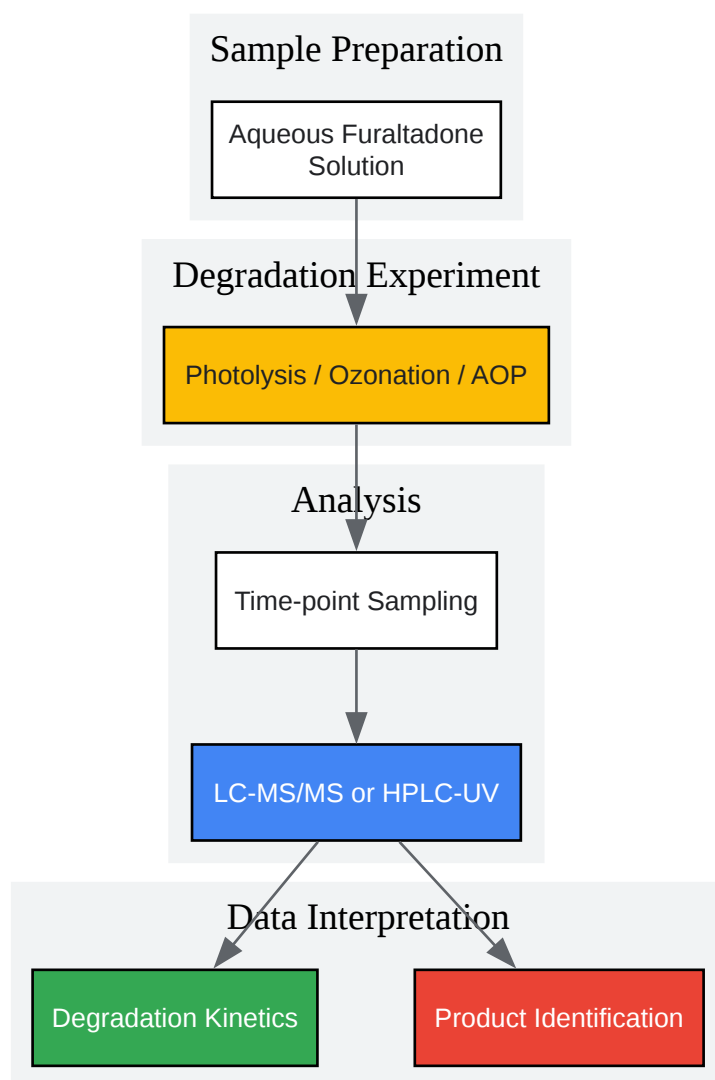 Sample Preparation
Aqueous Furaltadone
Solution
Degradation Experiment
Photolysis / Ozonation / AOP
Analysis
Time-point Sampling
LC-MS/MS or HPLC-UV
Data Interpretation
Degradation Kinetics
Product Identification